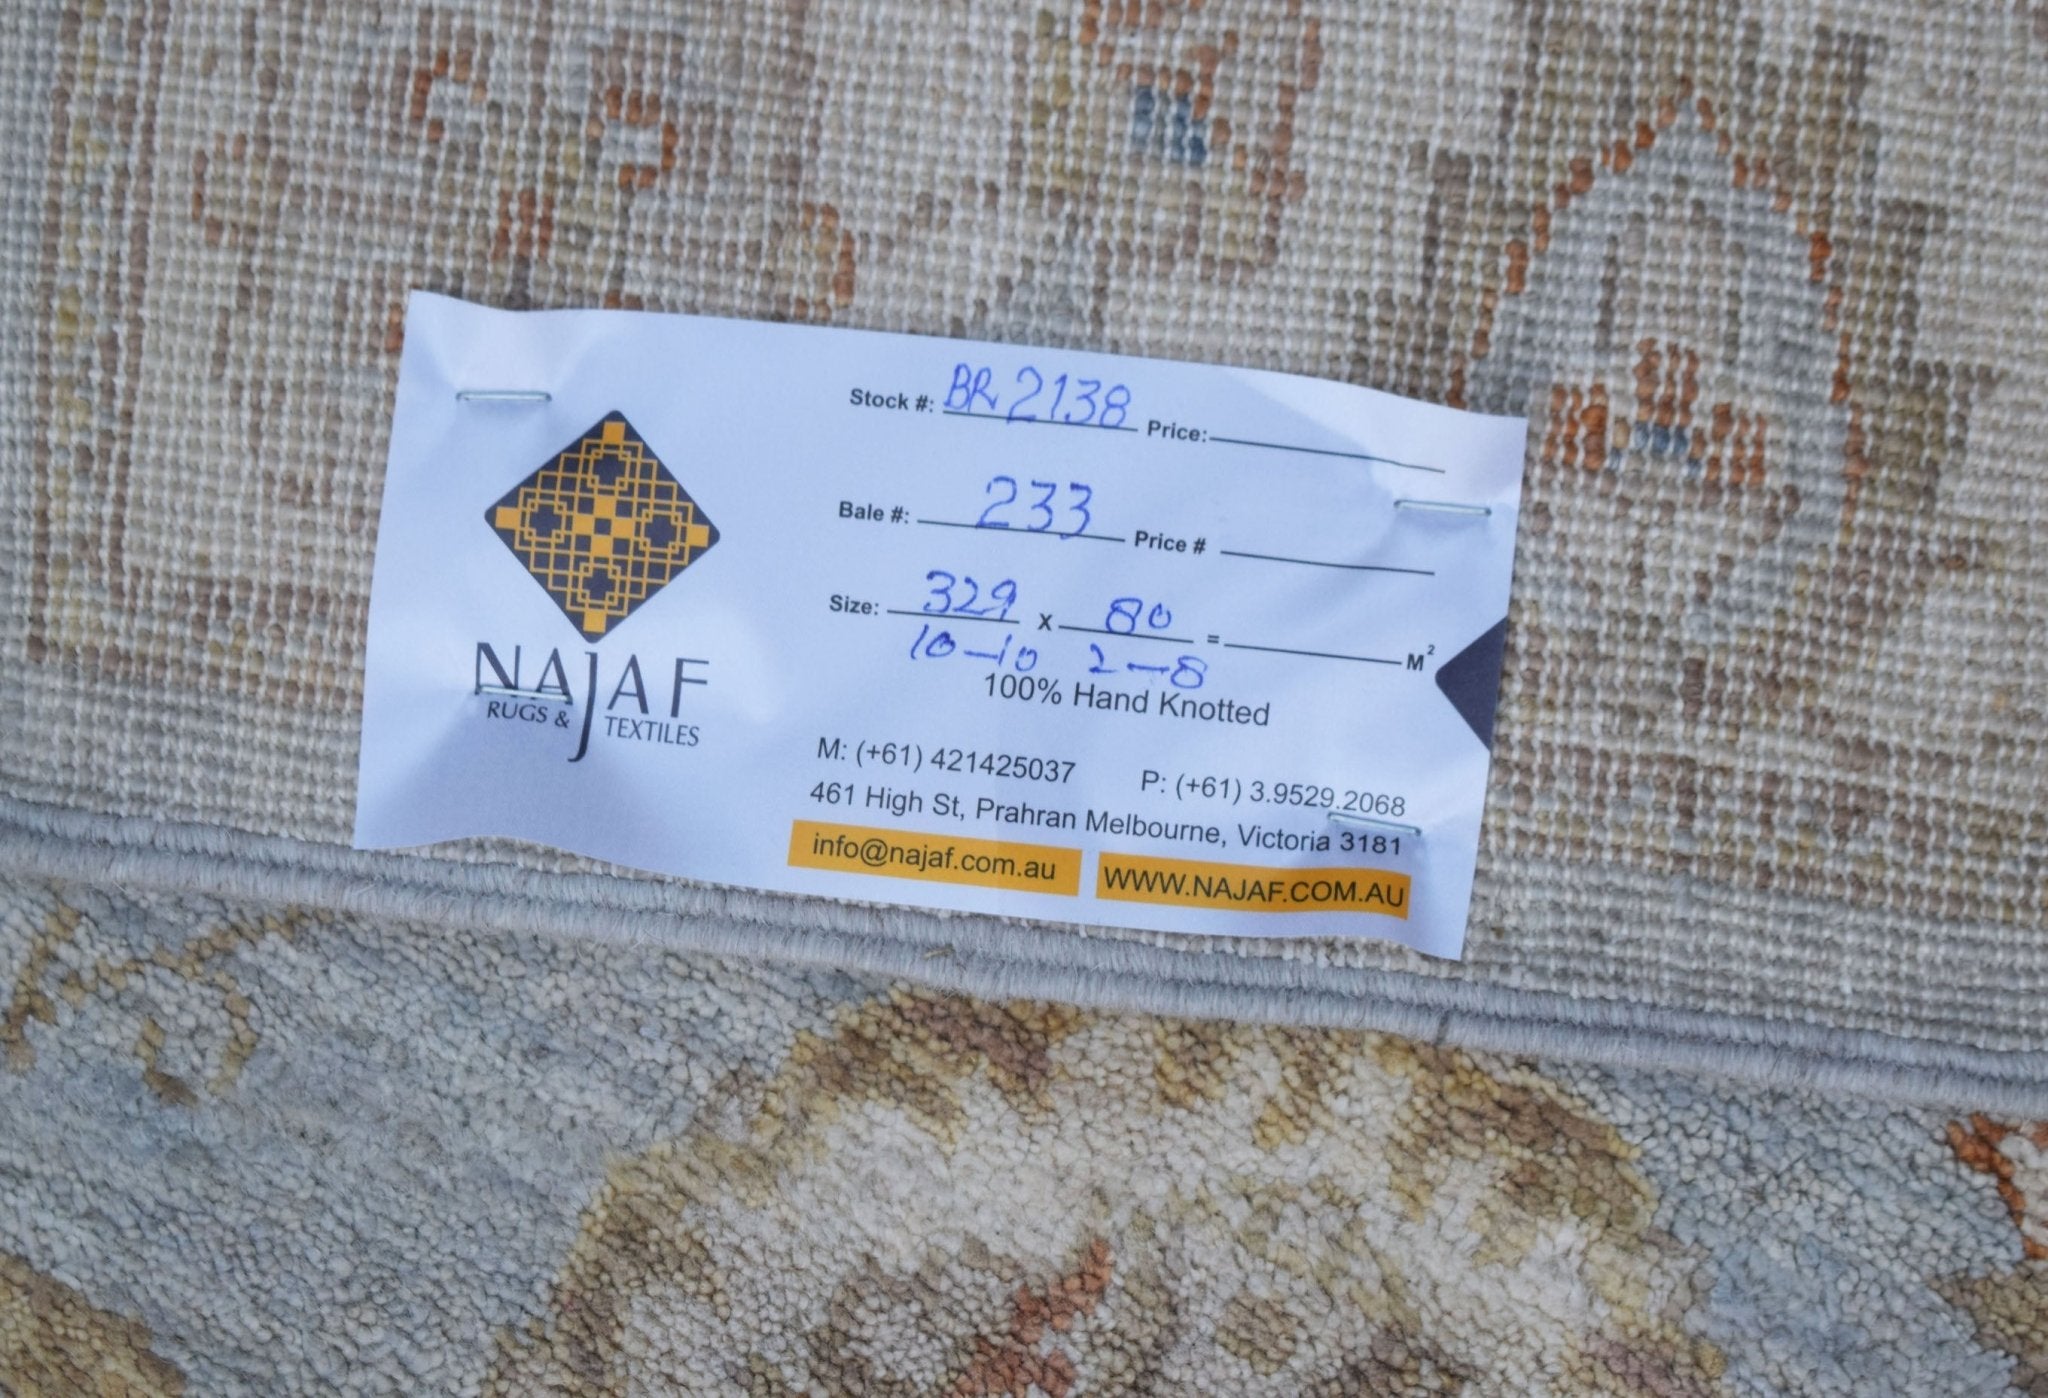 Stock #: BR 2138 Price:
Bale #: 233 Price #
Size: 329 x 80 = M²
10-10 2-8
100% Hand Knotted
NAJAF
RUGS & TEXTILES
M: (+61) 421425037 P: (+61) 3.9529.2068
461 High St, Prahran Melbourne, Victoria 3181
info@najaf.com.au WWW.NAJAF.COM.AU